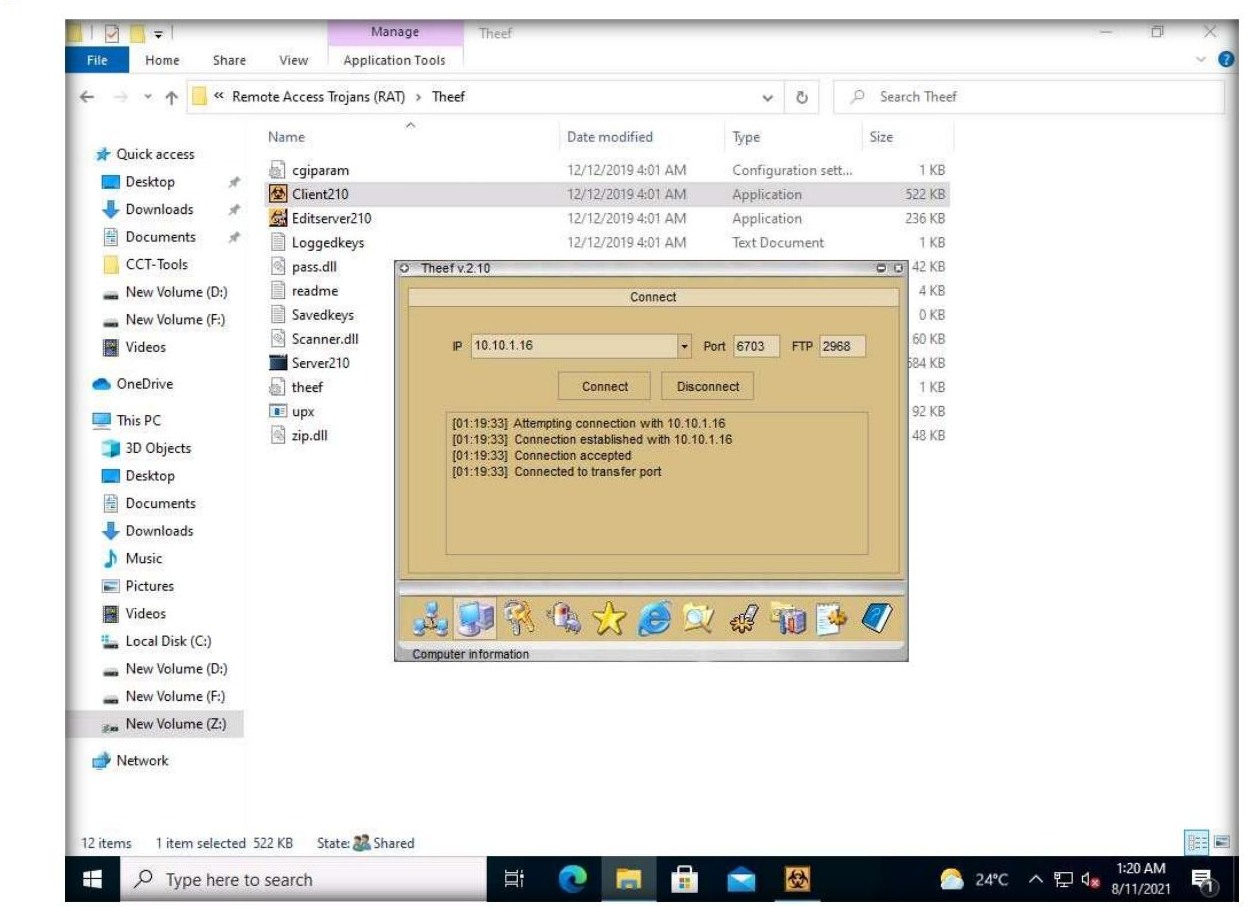 Manage Theef
File Home Share View Application Tools
« Remote Access Trojans (RAT) › Theef Search Theef
Name Date modified Type Size
Quick access
Desktop
Downloads
Documents
CCT-Tools
New Volume (D:)
New Volume (F:)
Videos
OneDrive
This PC
3D Objects
Desktop
Documents
Downloads
Music
Pictures
Videos
Local Disk (C:)
New Volume (D:)
New Volume (F:)
New Volume (Z:)
Network
cgiparam 12/12/2019 4:01 AM Configuration sett... 1 KB
Client210 12/12/2019 4:01 AM Application 522 KB
Editserver210 12/12/2019 4:01 AM Application 236 KB
Loggedkeys 12/12/2019 4:01 AM Text Document 1 KB
pass.dll 42 KB
readme 4 KB
Savedkeys 0 KB
Scanner.dll 60 KB
Server210 584 KB
theef 1 KB
upx 92 KB
zip.dll 48 KB
Theef v.2.10
Connect
IP 10.10.1.16 Port 6703 FTP 2968
Connect Disconnect
[01:19:33] Attempting connection with 10.10.1.16
[01:19:33] Connection established with 10.10.1.16
[01:19:33] Connection accepted
[01:19:33] Connected to transfer port
Computer information
12 items 1 item selected 522 KB State: Shared
Type here to search 24°C 1:20 AM
8/11/2021
1